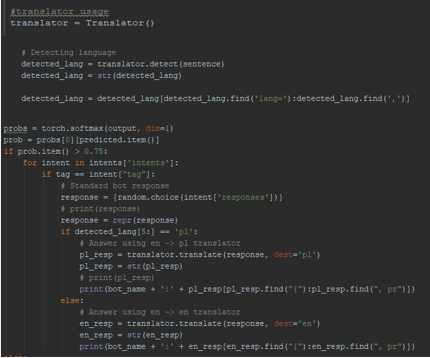 #translator usage
translator = Translator()
# Detecting language
detected_lang = translator.detect(sentence)
detected_lang = str(detected_lang)
detected_lang = detected_lang[detected_lang.find('lang='):detected_lang.find(',')]
probs = torch.softmax(output, dim=1)
prob = probs[0][predicted.item()]
if prob.item() > 0.75:
for intent in intents['intents']:
if tag == intent["tag"]:
# Standard bot response
response = {random.choice(intent['responses'])}
# print(response)
response = repr(response)
if detected_lang[5:] == 'pl':
# Answer using en -> pl translator
pl_resp = translator.translate(response, dest='pl')
pl_resp = str(pl_resp)
# print(pl_resp)
print(bot_name + ':' + pl_resp[pl_resp.find("{"):pl_resp.find(", pr")])
else:
# Answer using en -> en translator
en_resp = translator.translate(response, dest='en')
en_resp = str(en_resp)
print(bot_name + ':' + en_resp[en_resp.find("{"):en_resp.find(", pr")])